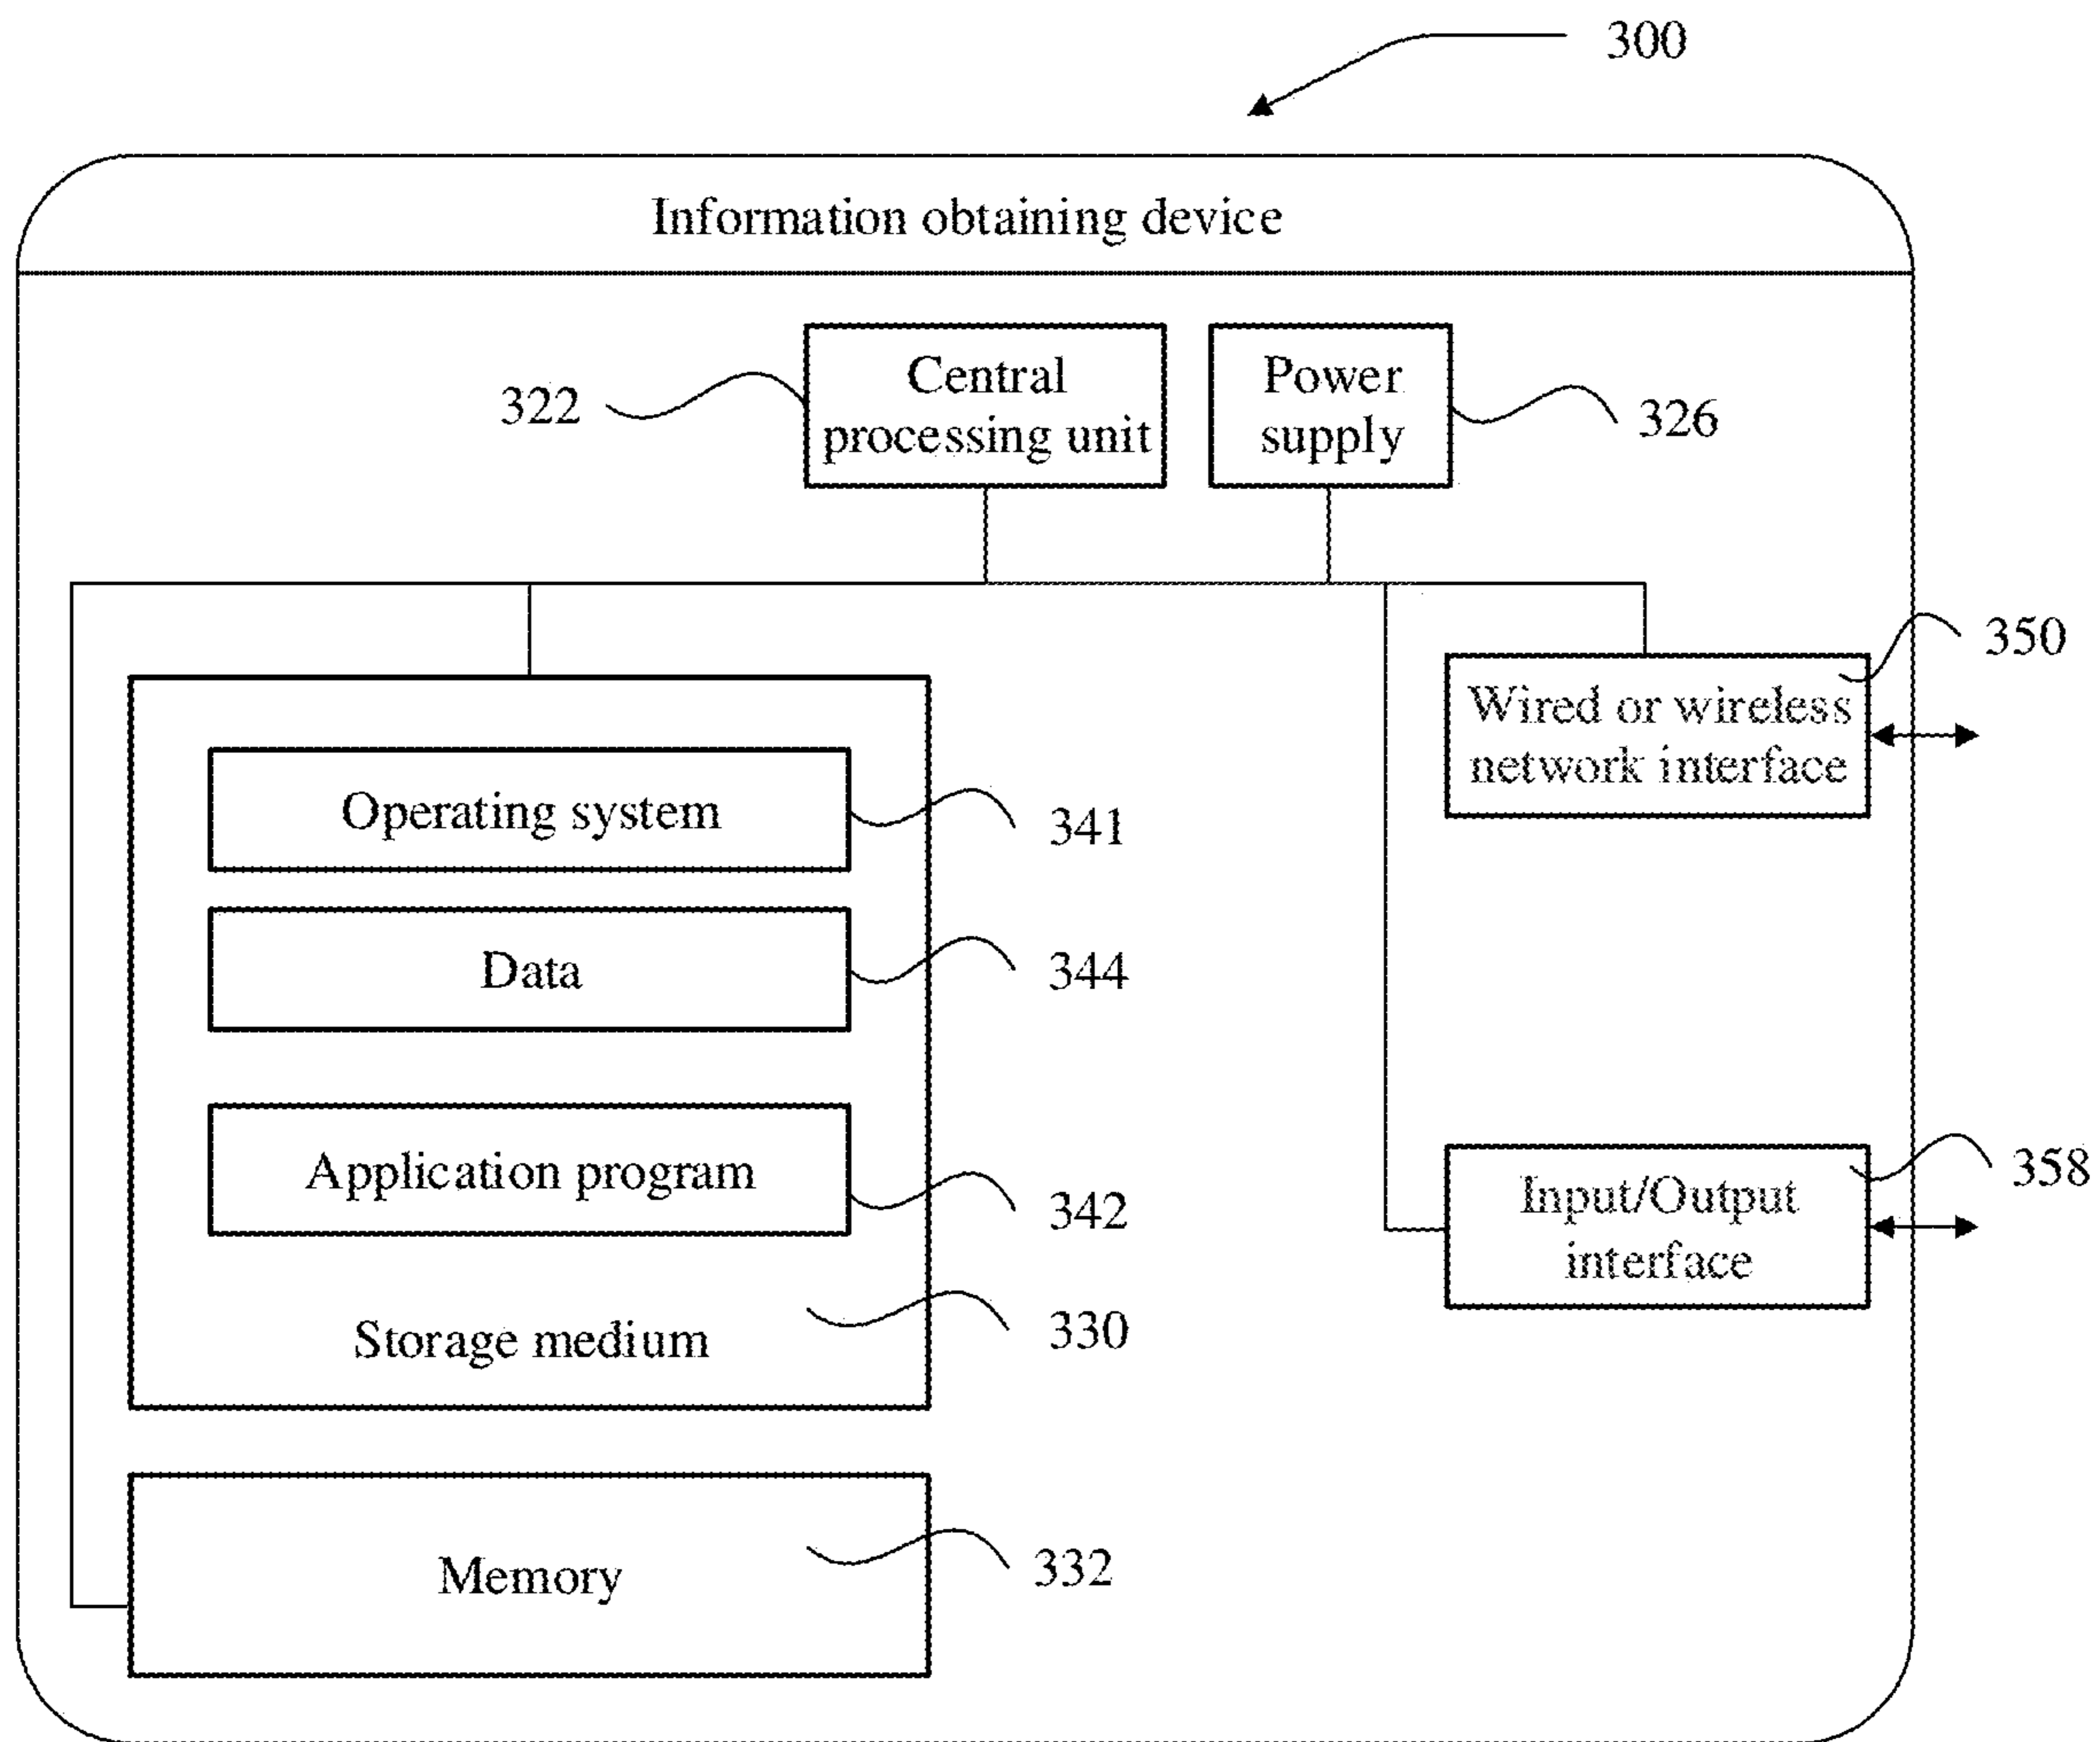 300
Information obtaining device
322
Central
processing unit
Power
supply
326
350
Wired or wireless
network interface
Operating system
341
Data
344
Application program
342
358
Input/Output
interface
Storage medium
330
Memory
332